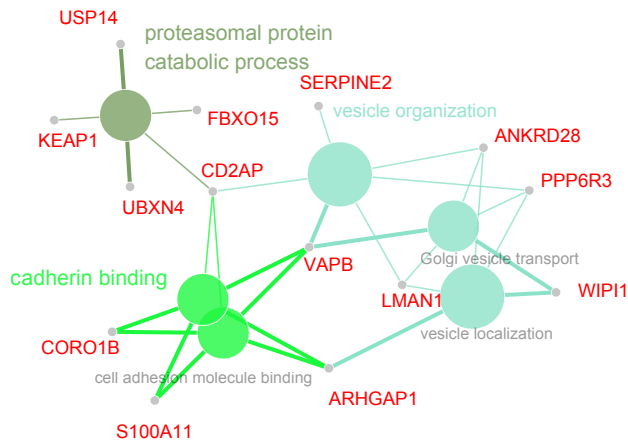 USP14
proteasomal protein
catabolic process
SERPINE2
vesicle organization
FBXO15
KEAP1
ANKRD28
CD2AP
PPP6R3
UBXN4
VAPB
Golgi vesicle transport
cadherin binding
LMAN1
WIPI1
vesicle localization
CORO1B
cell adhesion molecule binding
ARHGAP1
S100A11